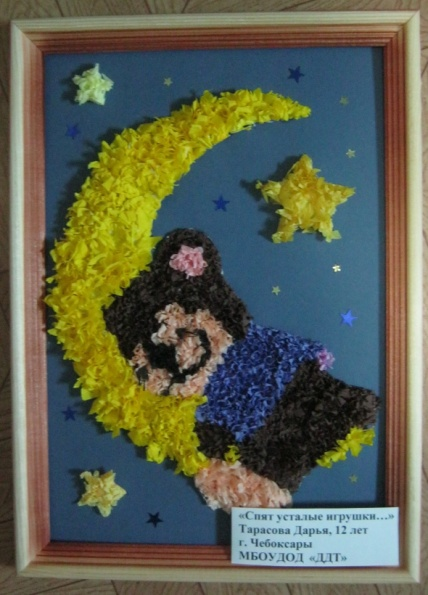 «Спят усталые игрушки…»
Тарасова Дарья, 12 лет
г. Чебоксары
МБОУДОД «ДДТ»